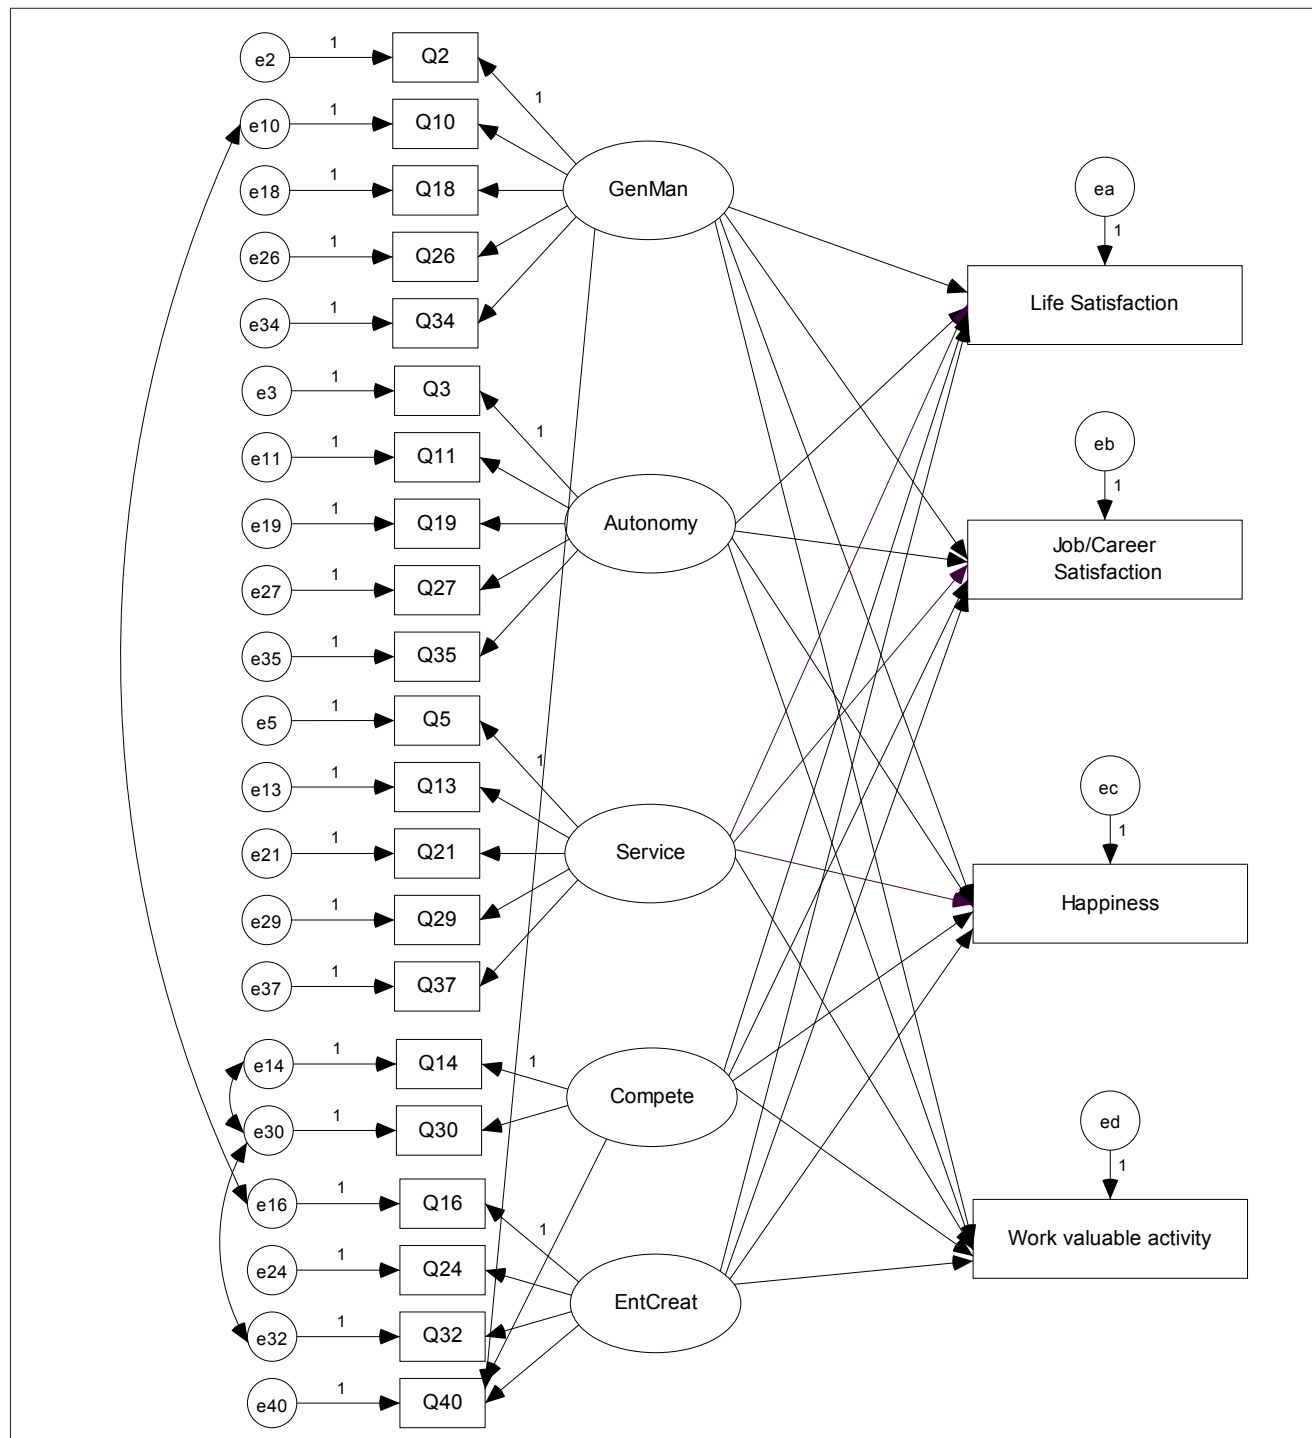 e2 1 Q2
1
e10 1 Q10
e18 1 Q18
GenMan
ea
1
e26 1 Q26
e34 1 Q34
Life Satisfaction
e3 1 Q3
1
e11 1 Q11
eb
1
e19 1 Q19
Autonomy
e27 1 Q27
Job/Career
Satisfaction
e35 1 Q35
e5 1 Q5
1
e13 1 Q13
ec
1
e21 1 Q21
Service
e29 1 Q29
Happiness
e37 1 Q37
e14 1 Q14
1
Compete
e30 1 Q30
ed
1
e16 1 Q16
1
e24 1 Q24
Work valuable activity
EntCreat
e32 1 Q32
e40 1 Q40